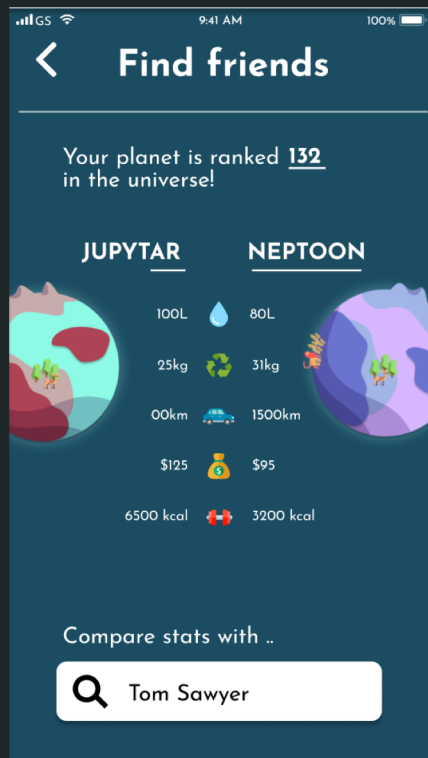 GS 9:41 AM 100%
Find friends
Your planet is ranked 132
in the universe!
JUPYTAR NEPTOON
100L 80L
25kg 31kg
00km 1500km
$125 $ $95
6500 kcal 3200 kcal
Compare stats with ..
Tom Sawyer